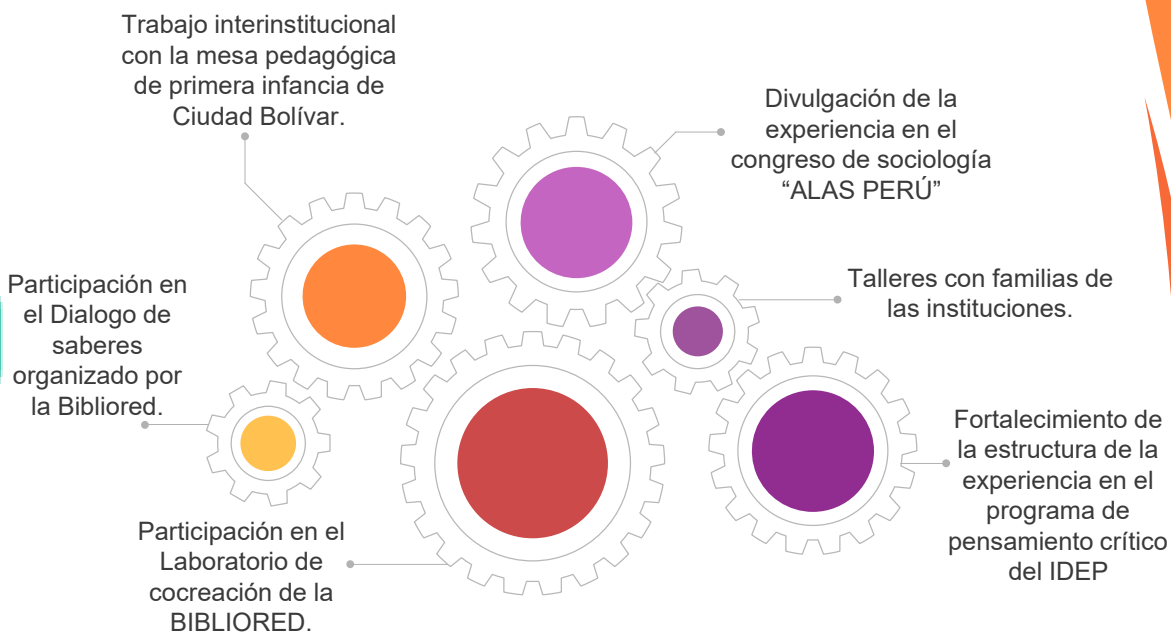 Trabajo interinstitucional
con la mesa pedagógica
de primera infancia de
Ciudad Bolívar.
Divulgación de la
experiencia en el
congreso de sociología
“ALAS PERÚ”
Participación en
el Dialogo de
saberes
organizado por
la Bibliored.
Talleres con familias de
las instituciones.
Fortalecimiento de
la estructura de la
experiencia en el
programa de
pensamiento crítico
del IDEP
Participación en el
Laboratorio de
cocreación de la
BIBLIORED.